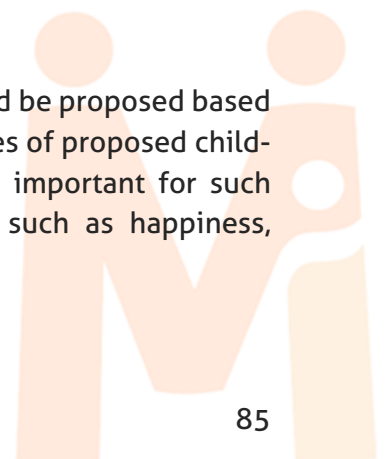 d be proposed based
es of proposed child-
important for such
such as happiness,
85